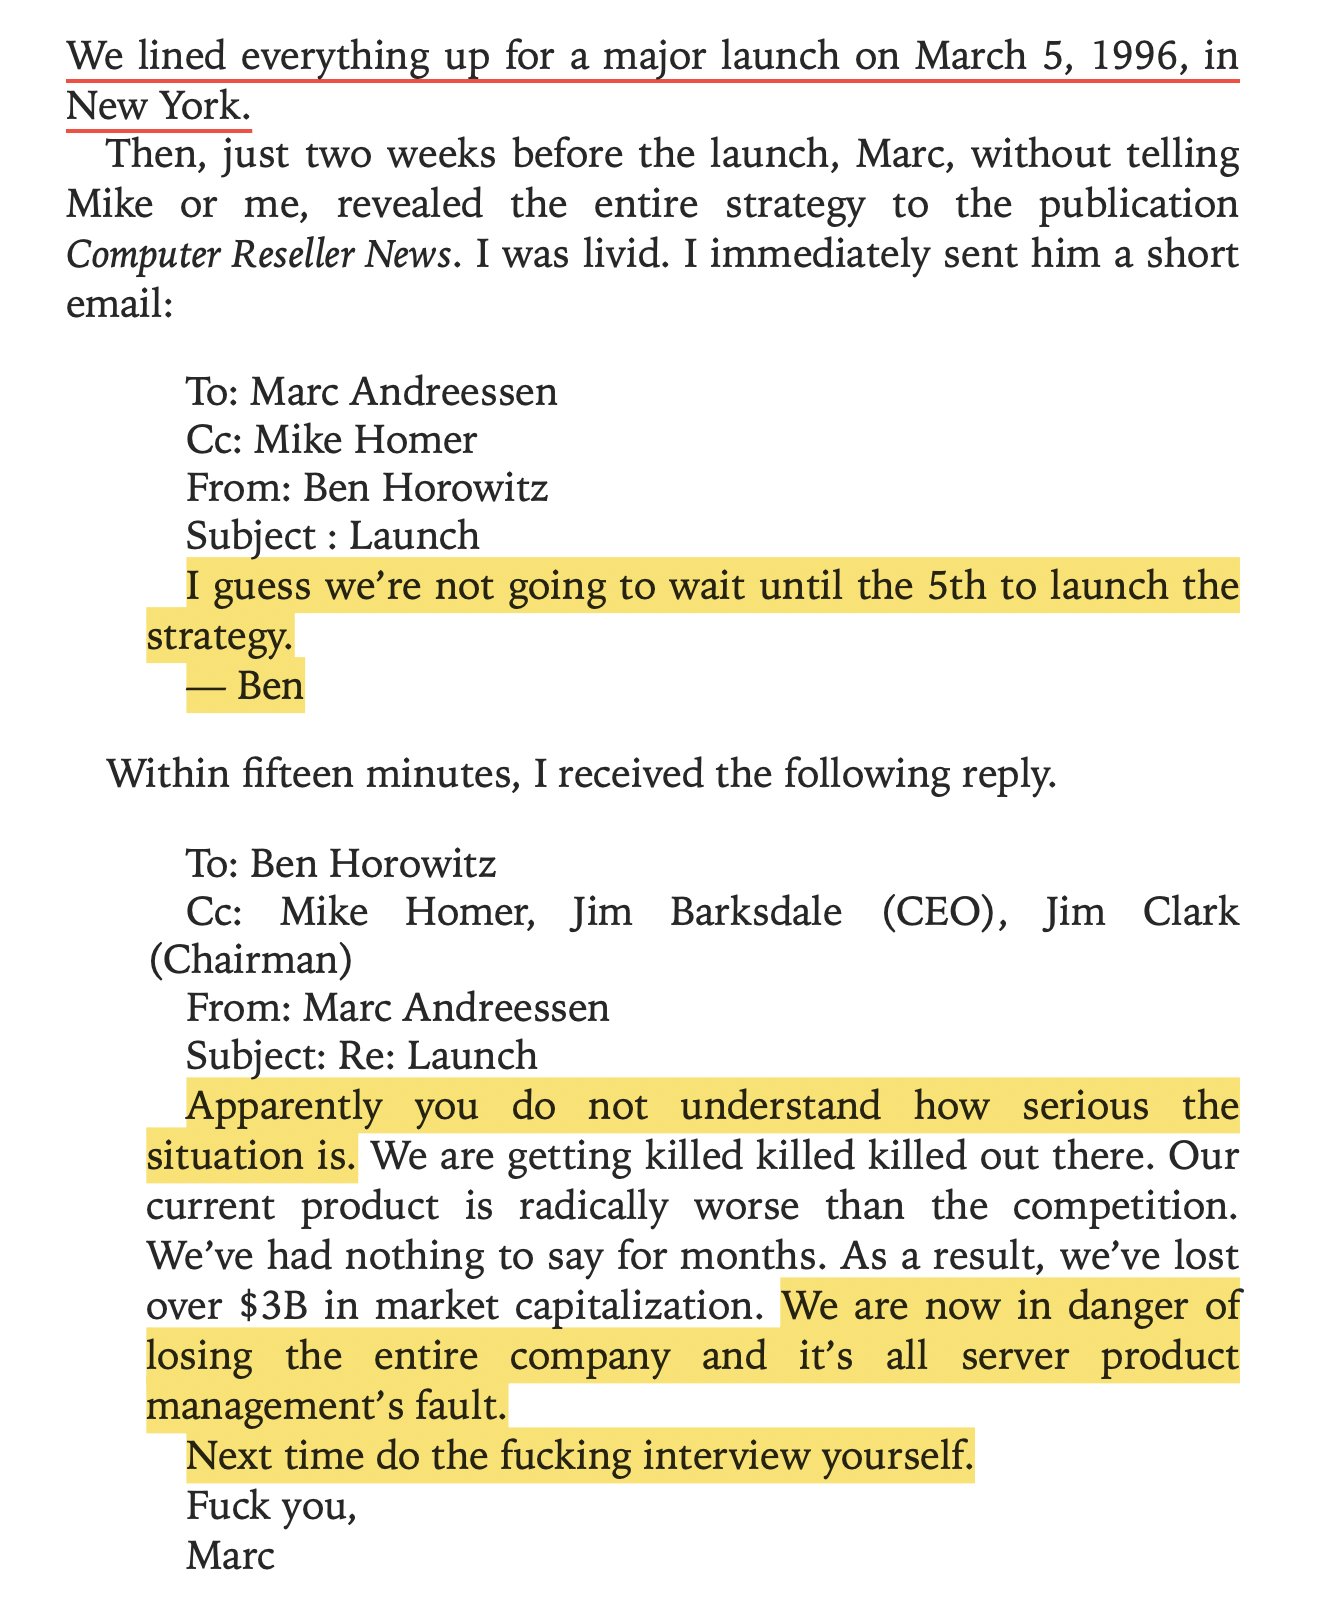 We lined everything up for a major launch on March 5, 1996, in
New York.
Then, just two weeks before the launch, Marc, without telling
Mike or me, revealed the entire strategy to the publication
Computer Reseller News. I was livid. I immediately sent him a short
email:
To: Marc Andreessen
Cc: Mike Homer
From: Ben Horowitz
Subject : Launch
I guess we’re not going to wait until the 5th to launch the
strategy.
— Ben
Within fifteen minutes, I received the following reply.
To: Ben Horowitz
Cc: Mike Homer, Jim Barksdale (CEO), Jim Clark
(Chairman)
From: Marc Andreessen
Subject: Re: Launch
Apparently you do not understand how serious the
situation is. We are getting killed killed killed out there. Our
current product is radically worse than the competition.
We’ve had nothing to say for months. As a result, we’ve lost
over $3B in market capitalization. We are now in danger of
losing the entire company and it’s all server product
management’s fault.
Next time do the fucking interview yourself.
Fuck you,
Marc